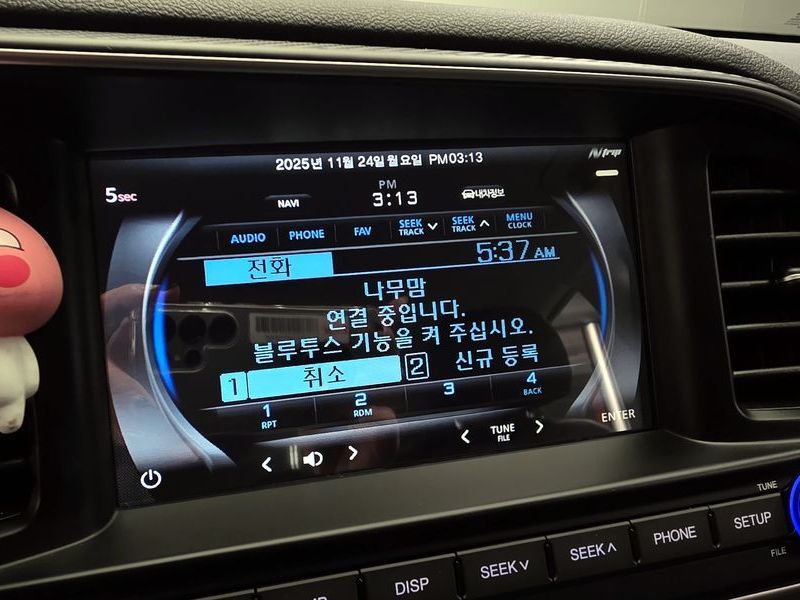 2025년 11월 24일 월요일 PM 03:13
AVtrip
5sec
NAVI
PM
3:13
내차정보
AUDIO
PHONE
FAV
SEEK
TRACK
SEEK
TRACK
MENU
CLOCK
5:37 AM
전화
나무맘
연결 중입니다.
블루투스 기능을 켜 주십시오.
1 취소 2 신규 등록
1
RPT
2
RDM
3
4
BACK
TUNE
FILE
ENTER
TUNE
DISP
SEEK∨
SEEK∧
PHONE
SETUP
FILE